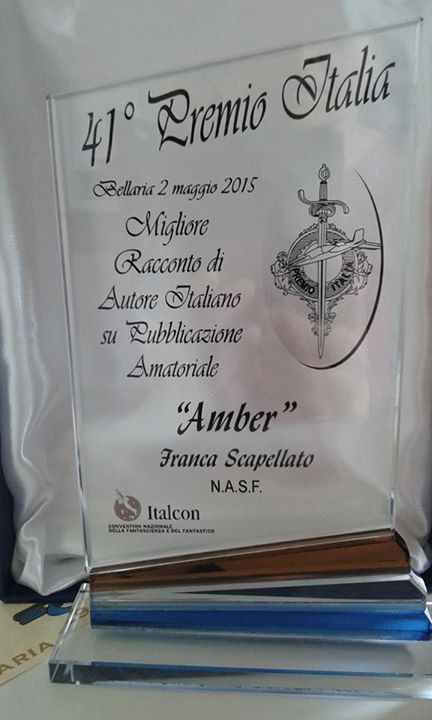 41° Premio Italia
Bellaria 2 maggio 2015
Migliore
Racconto di
Autore Italiano
su Pubblicazione
Amatoriale
PREMIO ITALIA
"Amber"
Franca Scapellato
N.A.S.F.
Italcon
CONVENTION NAZIONALE
DELLA FANTASCIENZA E DEL FANTASTICO
ARIA